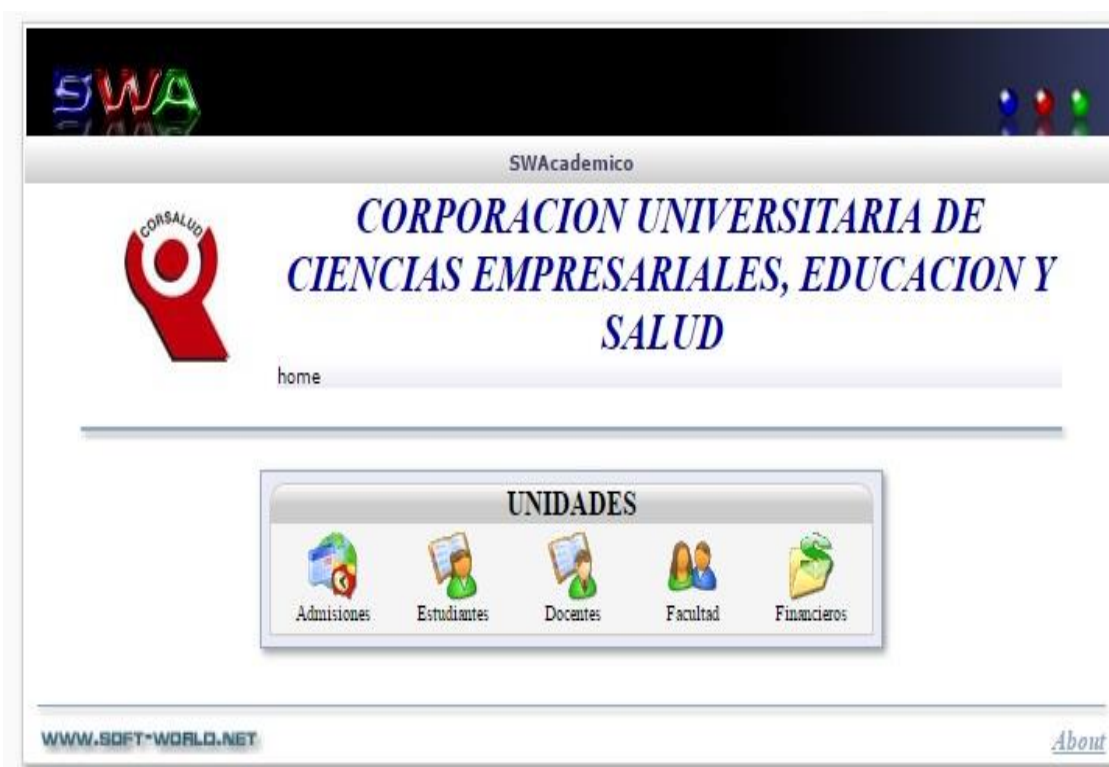 SWA
SWAcademico
CORSALUD
CORPORACION UNIVERSITARIA DE
CIENCIAS EMPRESARIALES, EDUCACION Y
SALUD
home
UNIDADES
Admisiones Estudiantes Docentes Facultad Financieros
WWW.SOFT-WORLD.NET
About